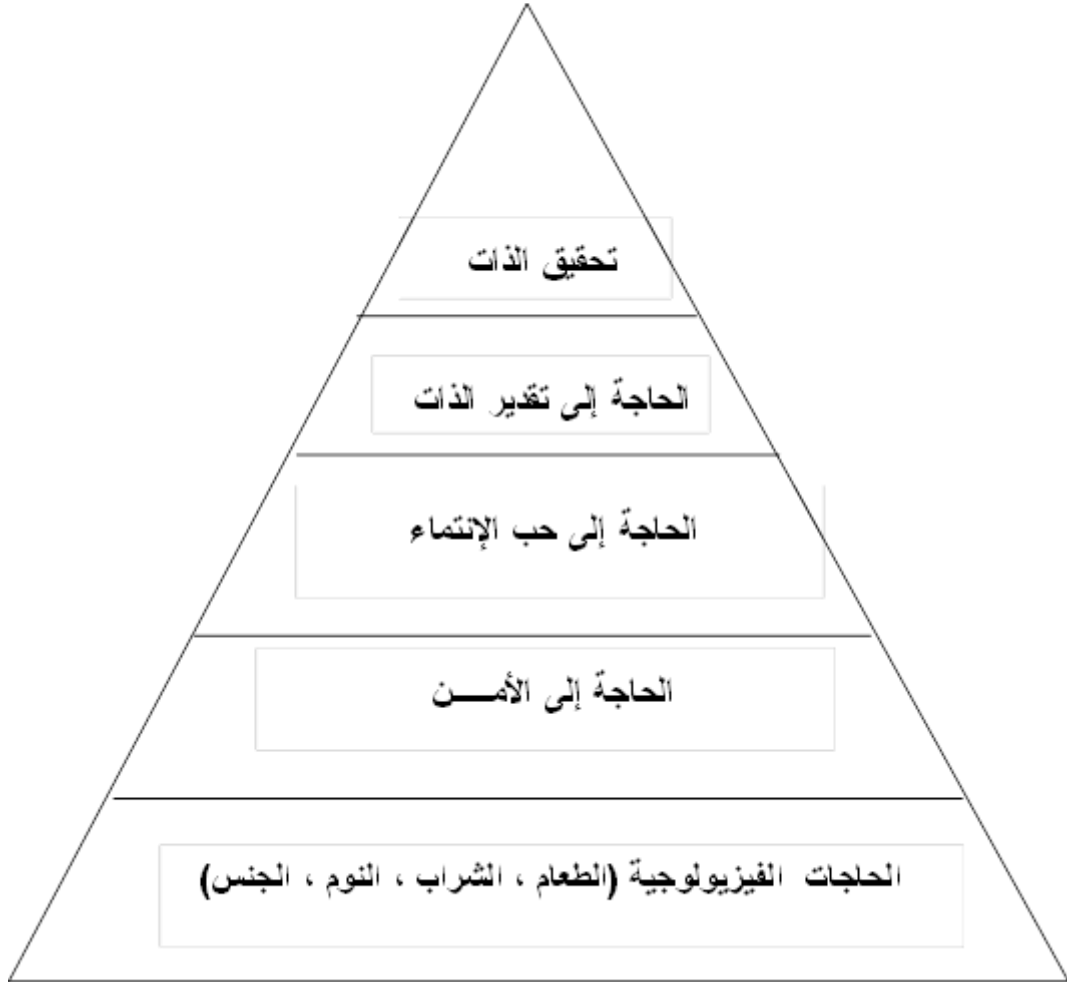 تحقيق الذات
الحاجة إلى تقدير الذات
الحاجة إلى حب الإنتماء
الحاجة إلى الأمـــن
الحاجات الفيزيولوجية (الطعام ، الشراب ، النوم ، الجنس)